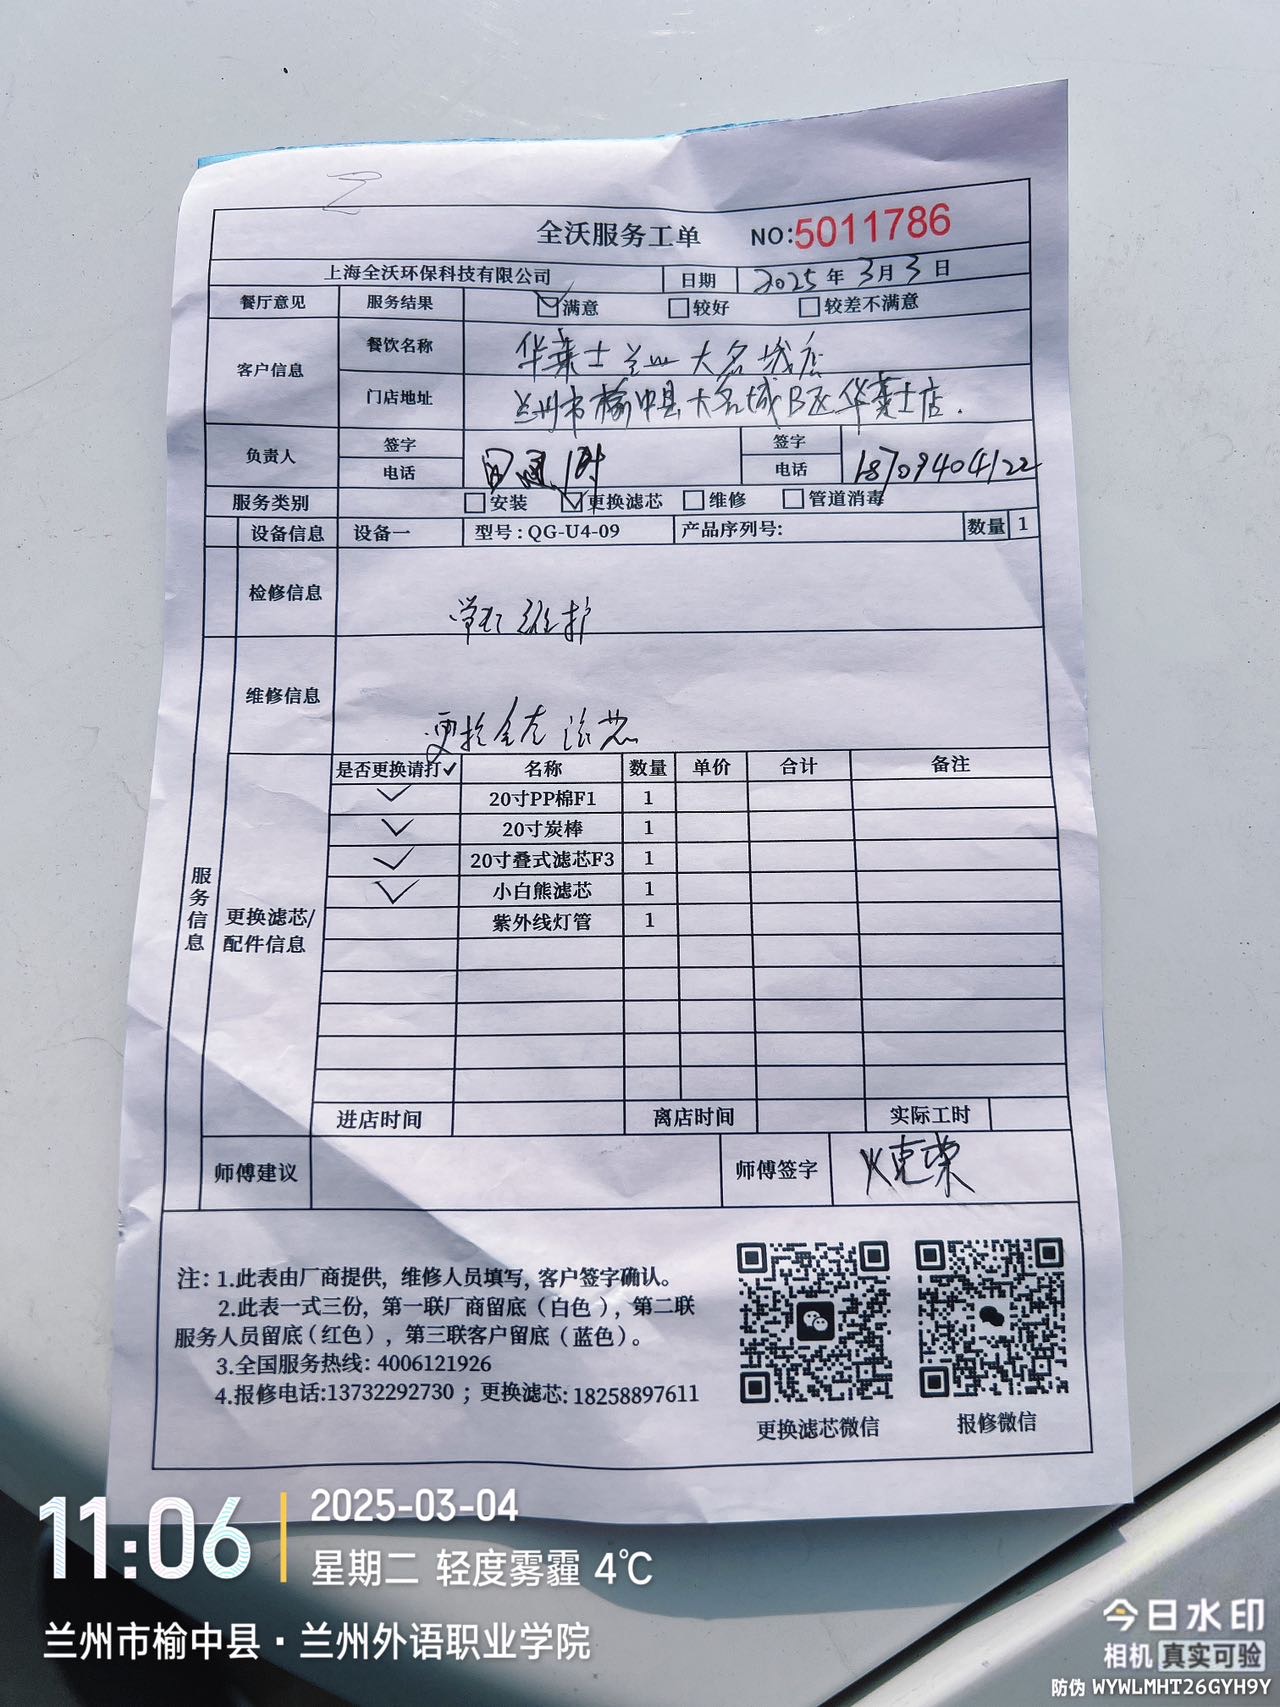 全沃服务工单 NO:5011786
上海全沃环保科技有限公司 日期 2025年3月3日
餐厅意见 服务结果 ☑满意 □较好 □较差不满意
客户信息 餐饮名称 华莱士兰州大名城店
门店地址 兰州市榆中县大名城B区华莱士店.
负责人 签字 签字
电话 电话 18709404122
服务类别 □安装 ☑更换滤芯 □维修 □管道消毒
设备信息 设备一 型号:QG-U4-09 产品序列号: 数量 1
检修信息 常规维护
维修信息 更换全套滤芯
服务信息
更换滤芯/配件信息
是否更换请打✓ 名称 数量 单价 合计 备注
✓ 20寸PP棉F1 1
✓ 20寸炭棒 1
✓ 20寸叠式滤芯F3 1
✓ 小白熊滤芯 1
紫外线灯管 1
进店时间 离店时间 实际工时
师傅建议 师傅签字 火克荣
注:1.此表由厂商提供,维修人员填写,客户签字确认。
2.此表一式三份,第一联厂商留底(白色),第二联
服务人员留底(红色),第三联客户留底(蓝色)。
3.全国服务热线:4006121926
4.报修电话:13732292730 ;更换滤芯:18258897611
更换滤芯微信 报修微信
11:06 2025-03-04
星期二 轻度雾霾 4℃
兰州市榆中县·兰州外语职业学院
今日水印
相机 真实可验
防伪 WYWLMHT26GYH9Y